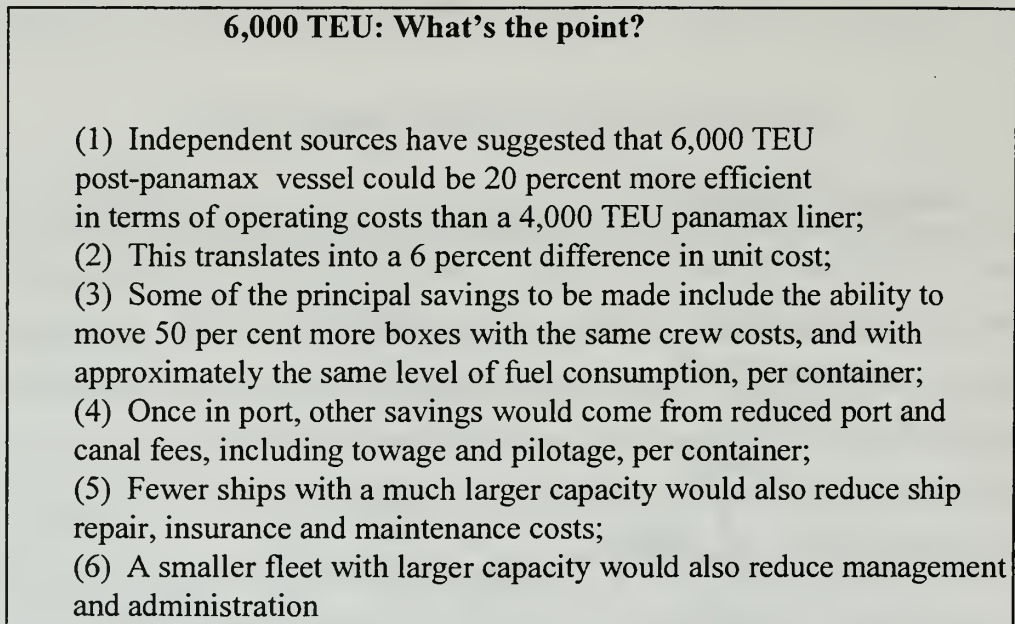 6,000 TEU: What's the point?
(1) Independent sources have suggested that 6,000 TEU
post-panamax vessel could be 20 percent more efficient
in terms of operating costs than a 4,000 TEU panamax liner;
(2) This translates into a 6 percent difference in unit cost;
(3) Some of the principal savings to be made include the ability to
move 50 per cent more boxes with the same crew costs, and with
approximately the same level of fuel consumption, per container;
(4) Once in port, other savings would come from reduced port and
canal fees, including towage and pilotage, per container;
(5) Fewer ships with a much larger capacity would also reduce ship
repair, insurance and maintenance costs;
(6) A smaller fleet with larger capacity would also reduce management
and administration